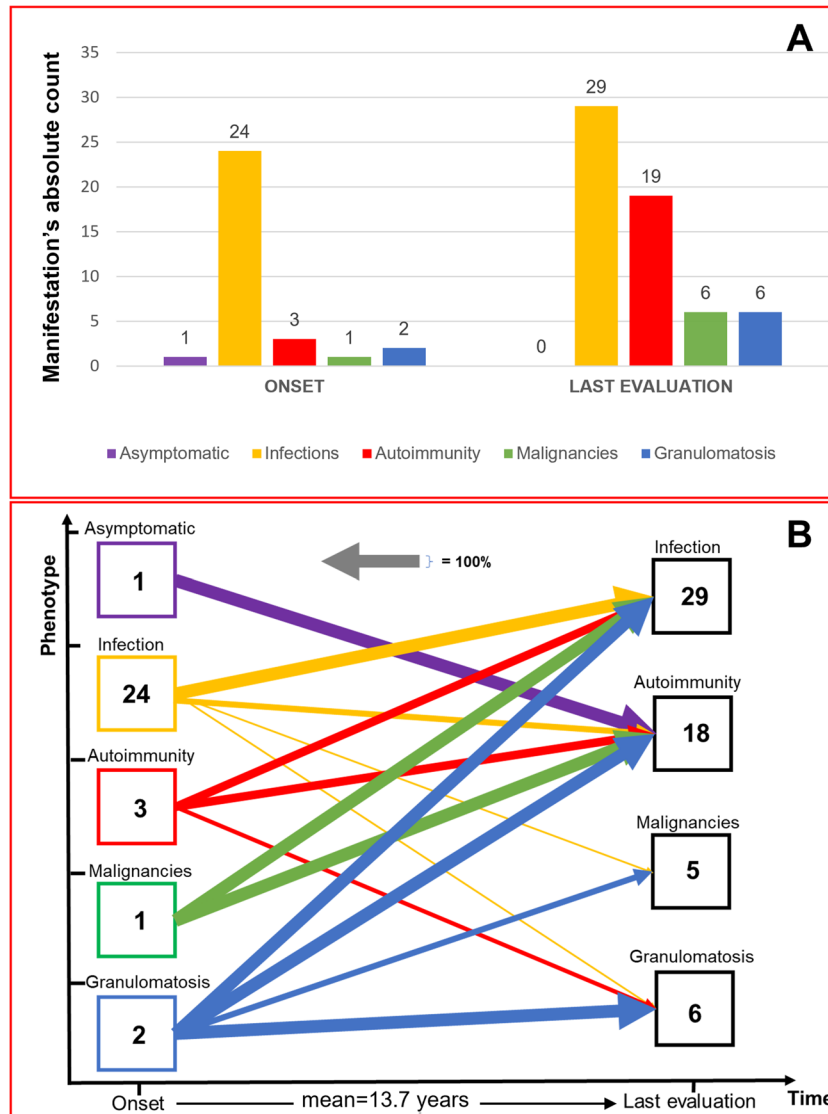 A
Manifestation's absolute count
35
30
25
20
15
10
5
0
1
24
3
1
2
0
29
19
6
6
ONSET
LAST EVALUATION
Asymptomatic
Infections
Autoimmunity
Malignancies
Granulomatosis
B
Phenotype
Asymptomatic
1
} = 100%
Infection
29
Infection
24
Autoimmunity
18
Autoimmunity
3
Malignancies
5
Malignancies
1
Granulomatosis
6
Granulomatosis
2
Onset
mean=13.7 years
Last evaluation
Time